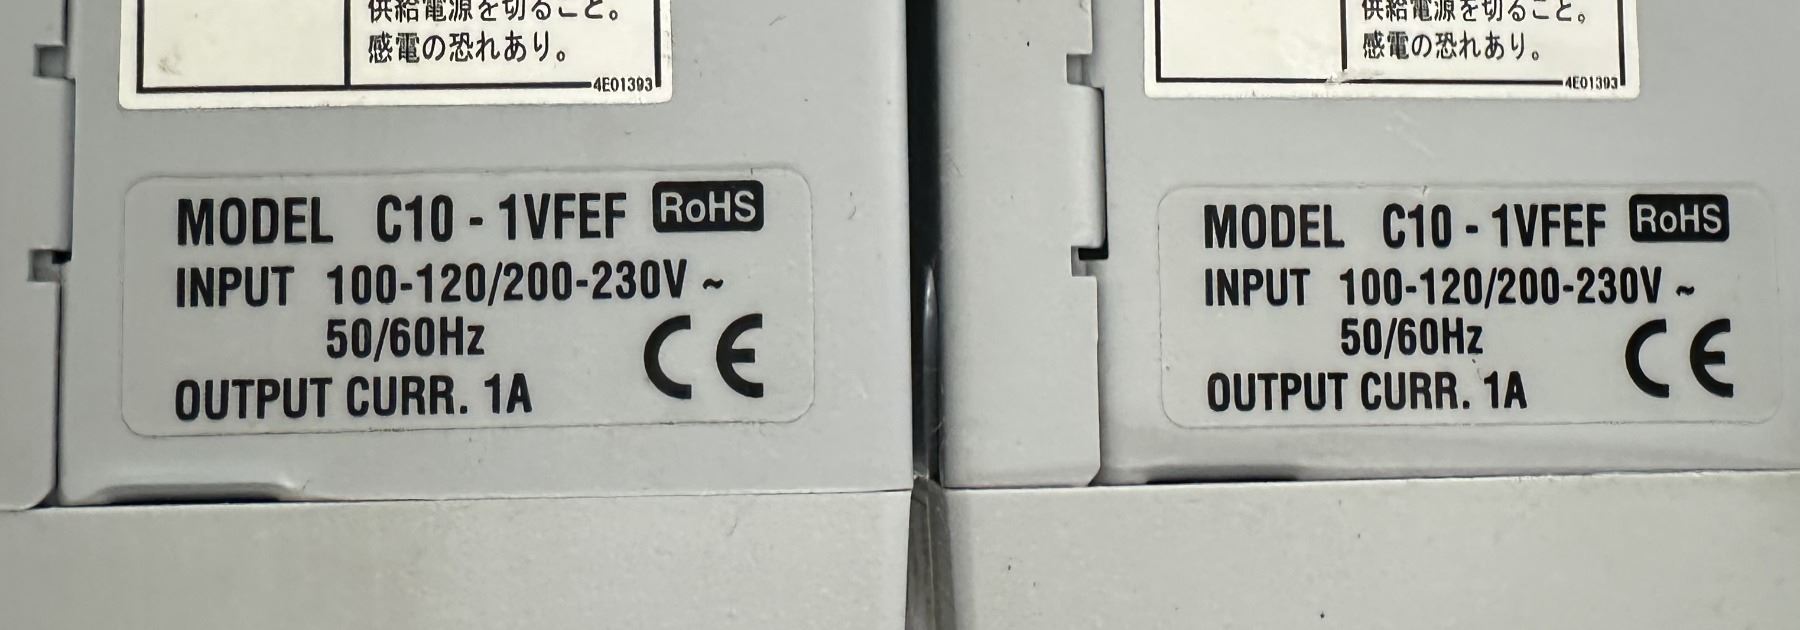 供給電源を切ること。
感電の恐れあり。
4E01393
MODEL C10 - 1VFEF RoHS
INPUT 100-120/200-230V ~
50/60Hz
OUTPUT CURR. 1A
CE
供給電源を切ること。
感電の恐れあり。
4E01393
MODEL C10 - 1VFEF RoHS
INPUT 100-120/200-230V ~
50/60Hz
OUTPUT CURR. 1A
CE